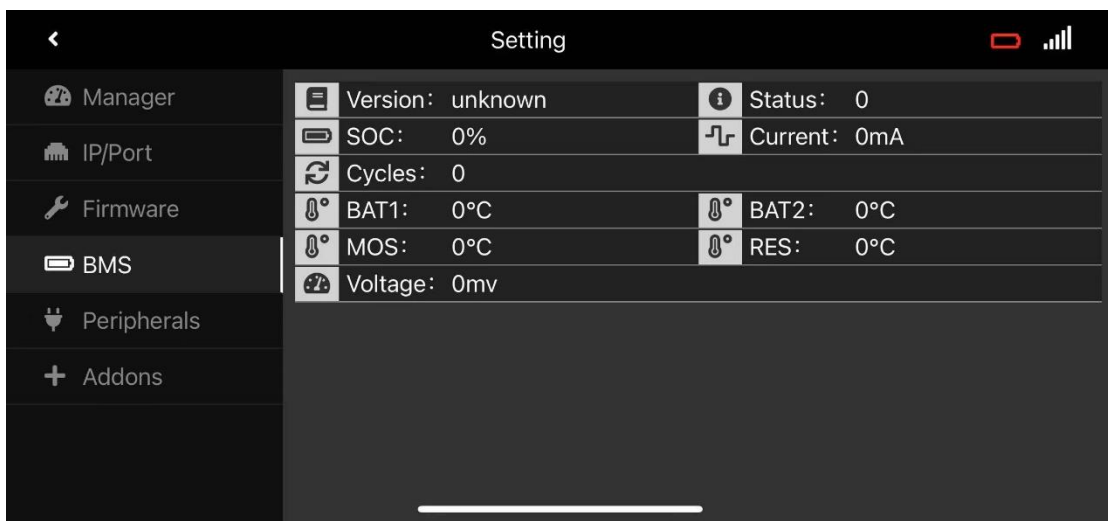 Setting
Manager
IP/Port
Firmware
BMS
Peripherals
Addons
Version: unknown Status: 0
SOC: 0% Current: 0mA
Cycles: 0
BAT1: 0°C BAT2: 0°C
MOS: 0°C RES: 0°C
Voltage: 0mv